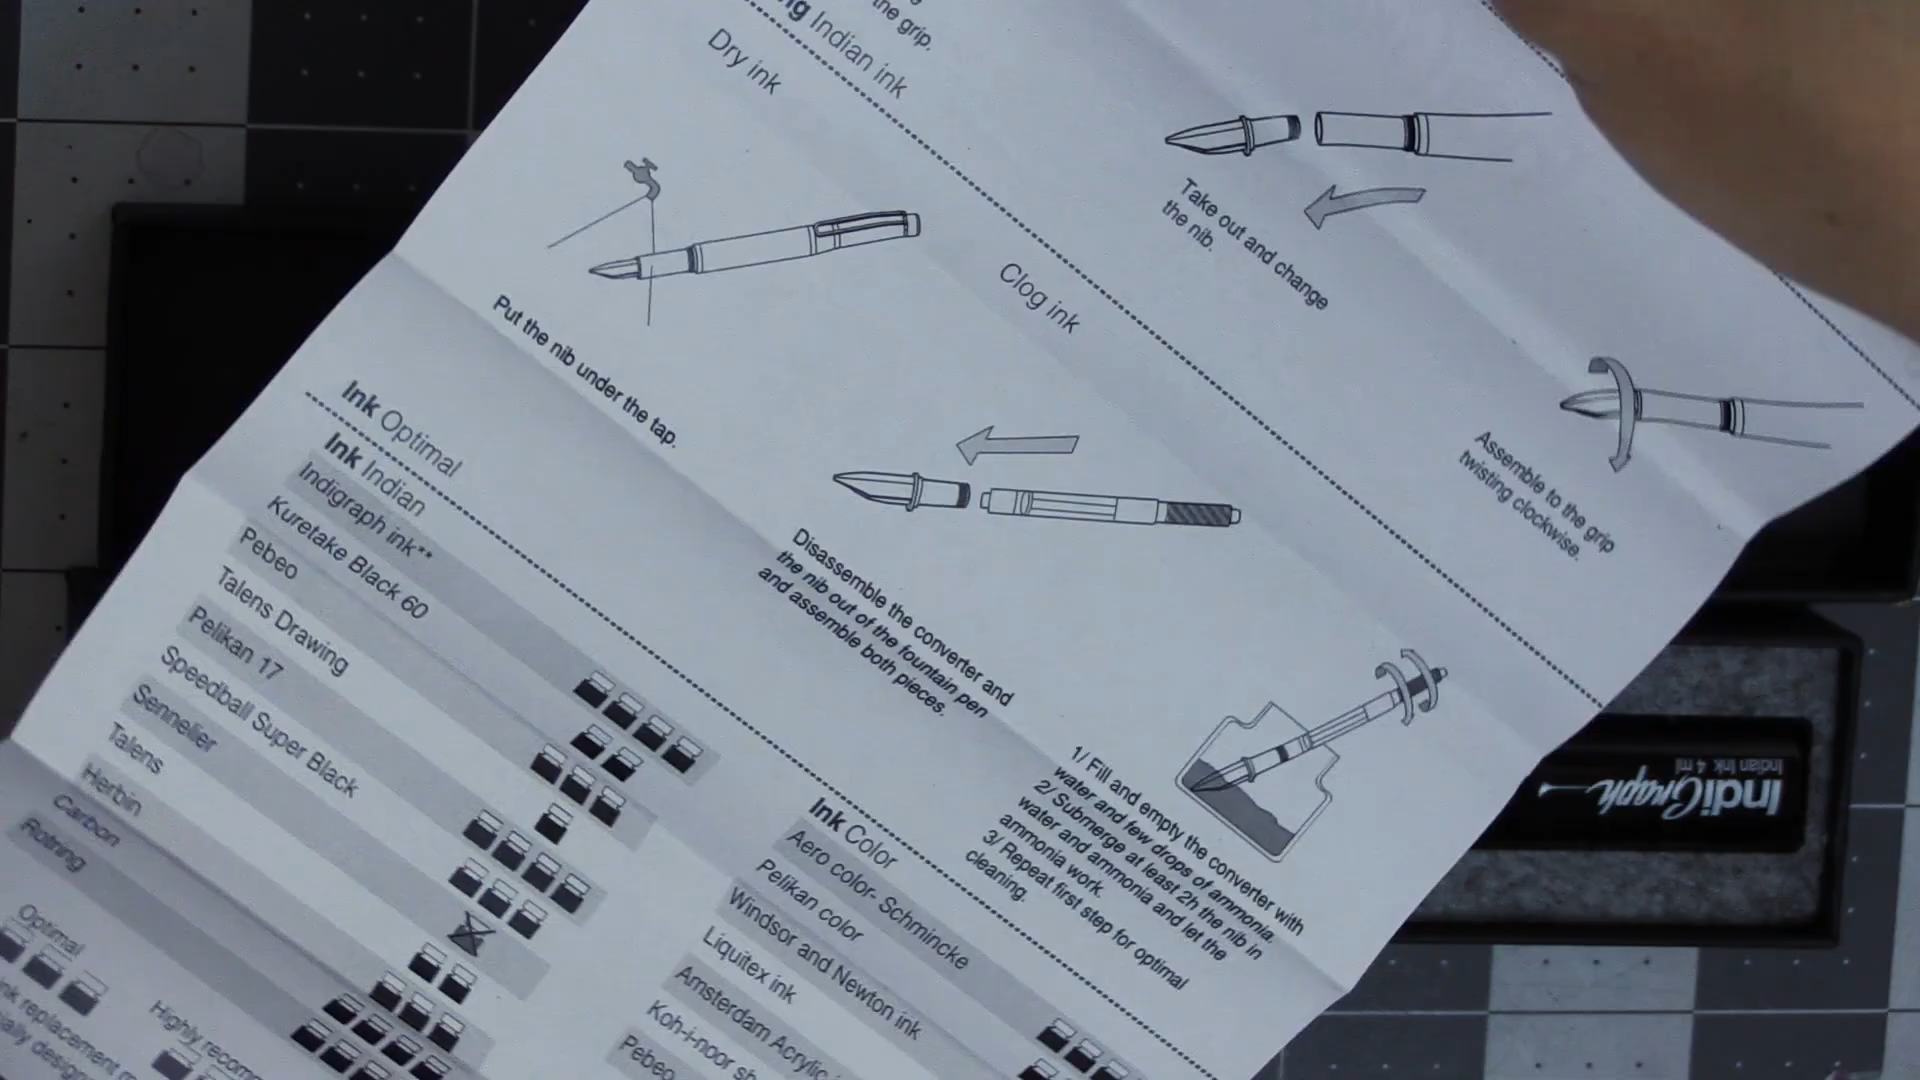 the grip.
Indian ink
Dry ink
Put the nib under the tap.
Clog ink
Disassemble the converter and
the nib out of the fountain pen
and assemble both pieces.
1/ Fill and empty the converter with
water and few drops of ammonia.
2/ Submerge at least 2h the nib in
water and ammonia and let the
ammonia work.
3/ Repeat first step for optimal
cleaning.
Take out and change
the nib.
Assemble to the grip
twisting clockwise.
Ink Optimal
Ink Indian
Indigraph ink**
Kuretake Black 60
Pebeo
Talens Drawing
Pelikan 17
Speedball Super Black
Sennelier
Talens
Herbin
Carbon
Rotring
Optimal
Highly
ink replacement
Ink Color
Aero color- Schmincke
Pelikan color
Windsor and Newton ink
Liquitex ink
Amsterdam Acrylic
Koh-i-noor
Pebeo
IndiGraph
Indian Ink 4 ml